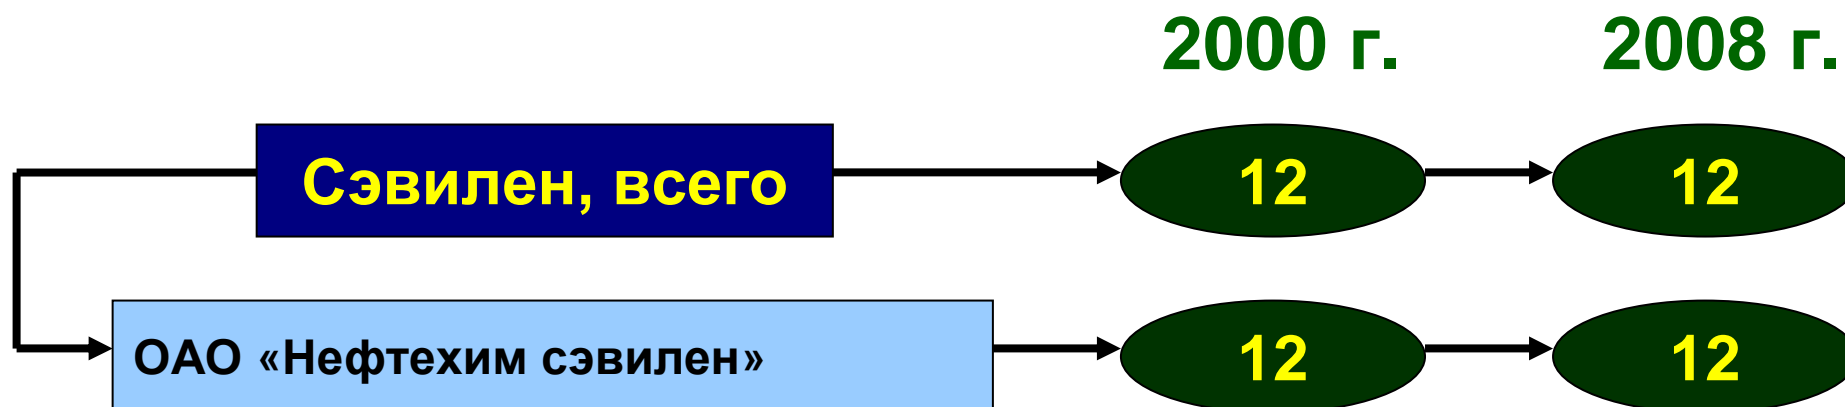 2000 г. 2008 г.
Сэвилен, всего 12 12
ОАО «Нефтехим сэвилен» 12 12